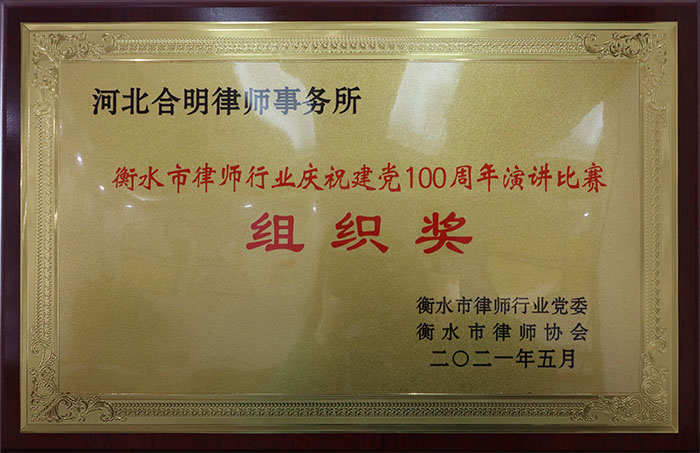 河北合明律师事务所
衡水市律师行业庆祝建党100周年演讲比赛
组织奖
衡水市律师行业党委
衡水市律师协会
二〇二一年五月